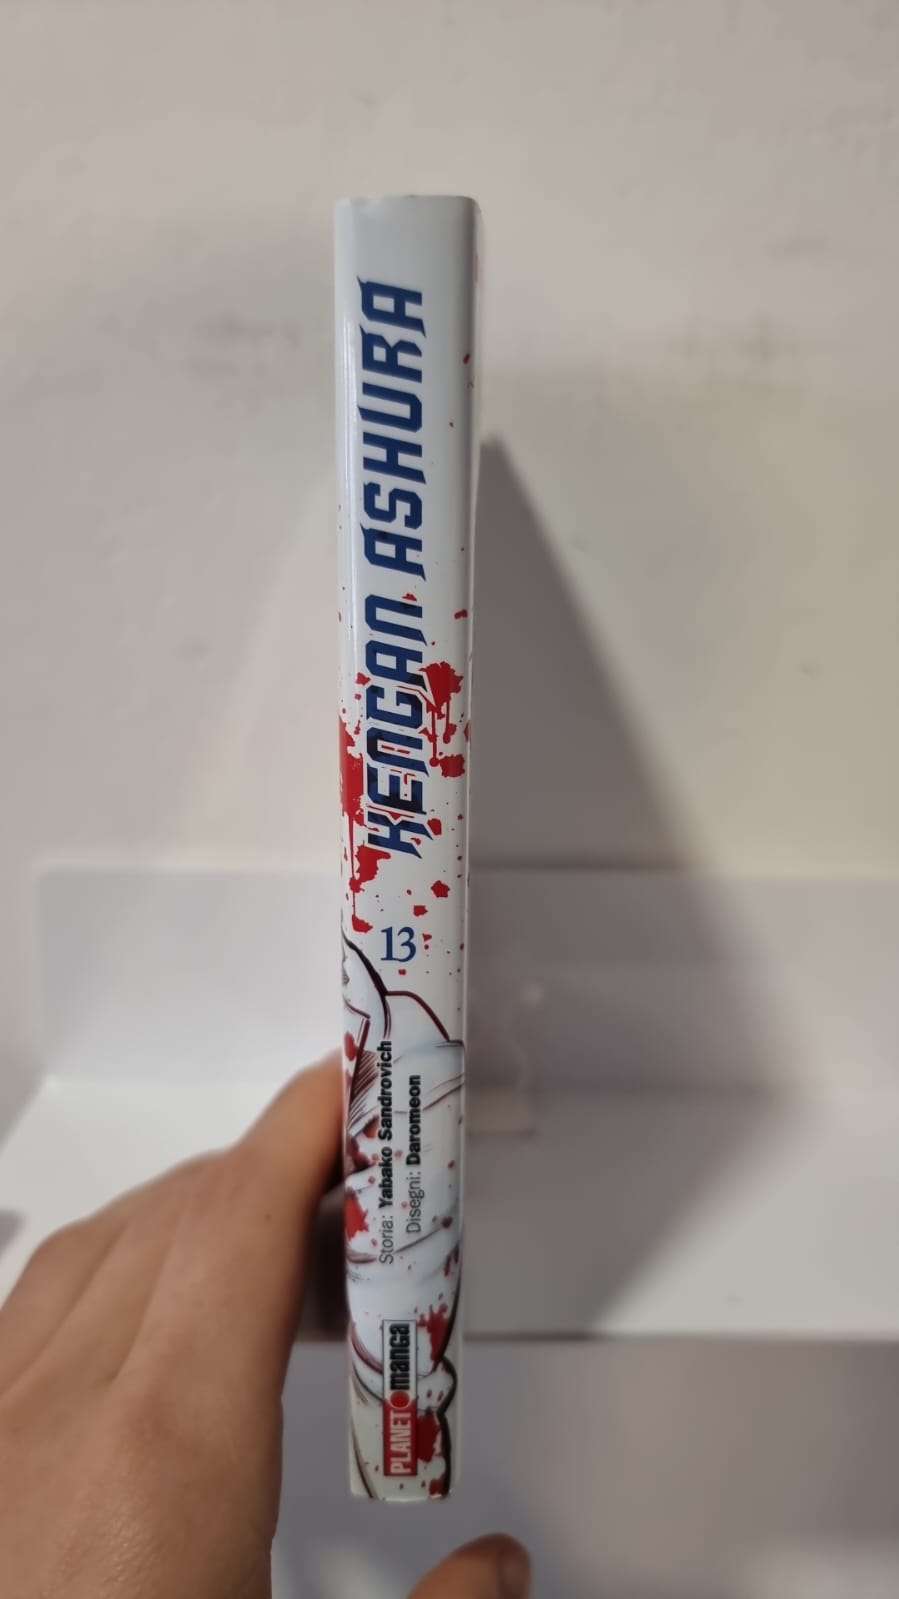 KENGAN ASHURA
13
Storia: Yabako Sandrovich
Disegni: Daromeon
PLANET manga